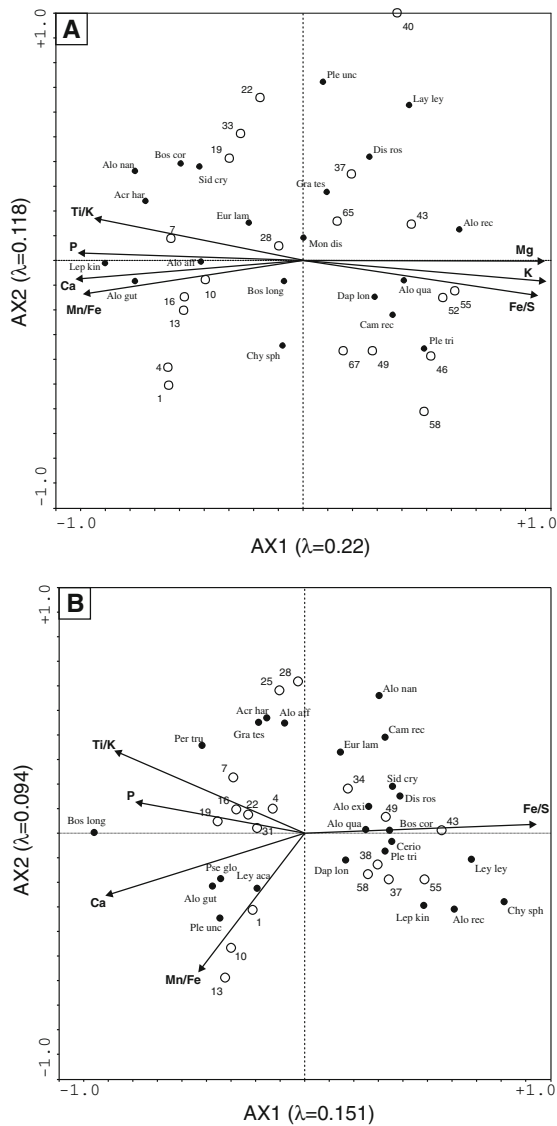 A
+1.0
40
22
Ple unc
Lay ley
33
19
Bos cor
Sid cry
Alo nan
Dis ros
37
Acr har
Gra tes
Ti/K
7
Eur lam
65
43
Alo rec
28
Mon dis
P
Mg
Lep kin
Alo aff
K
Ca
Alo gut
10
Bos long
Dap lon
Alo qua
55
Fe/S
Mn/Fe
16
52
13
Cam rec
Chy sph
Ple tri
4
67
49
46
1
58
AX2 (λ=0.118)
-1.0
-1.0
+1.0
AX1 (λ=0.22)
B
+1.0
28
25
Alo nan
Acr har
Alo aff
Gra tes
Cam rec
Per tru
Eur lam
Ti/K
7
Sid cry
34
Dis ros
P
16
22
4
Alo exi
49
Fe/S
19
31
Alo qua
Bos cor
43
Bos long
Cerio
38
Ple tri
Dap lon
Ley ley
Pse glo
Ley aca
58
37
55
Ca
Alo gut
Lep kin
Alo rec
Chy sph
Ple unc
1
10
Mn/Fe
13
AX2 (λ=0.094)
-1.0
-1.0
+1.0
AX1 (λ=0.151)